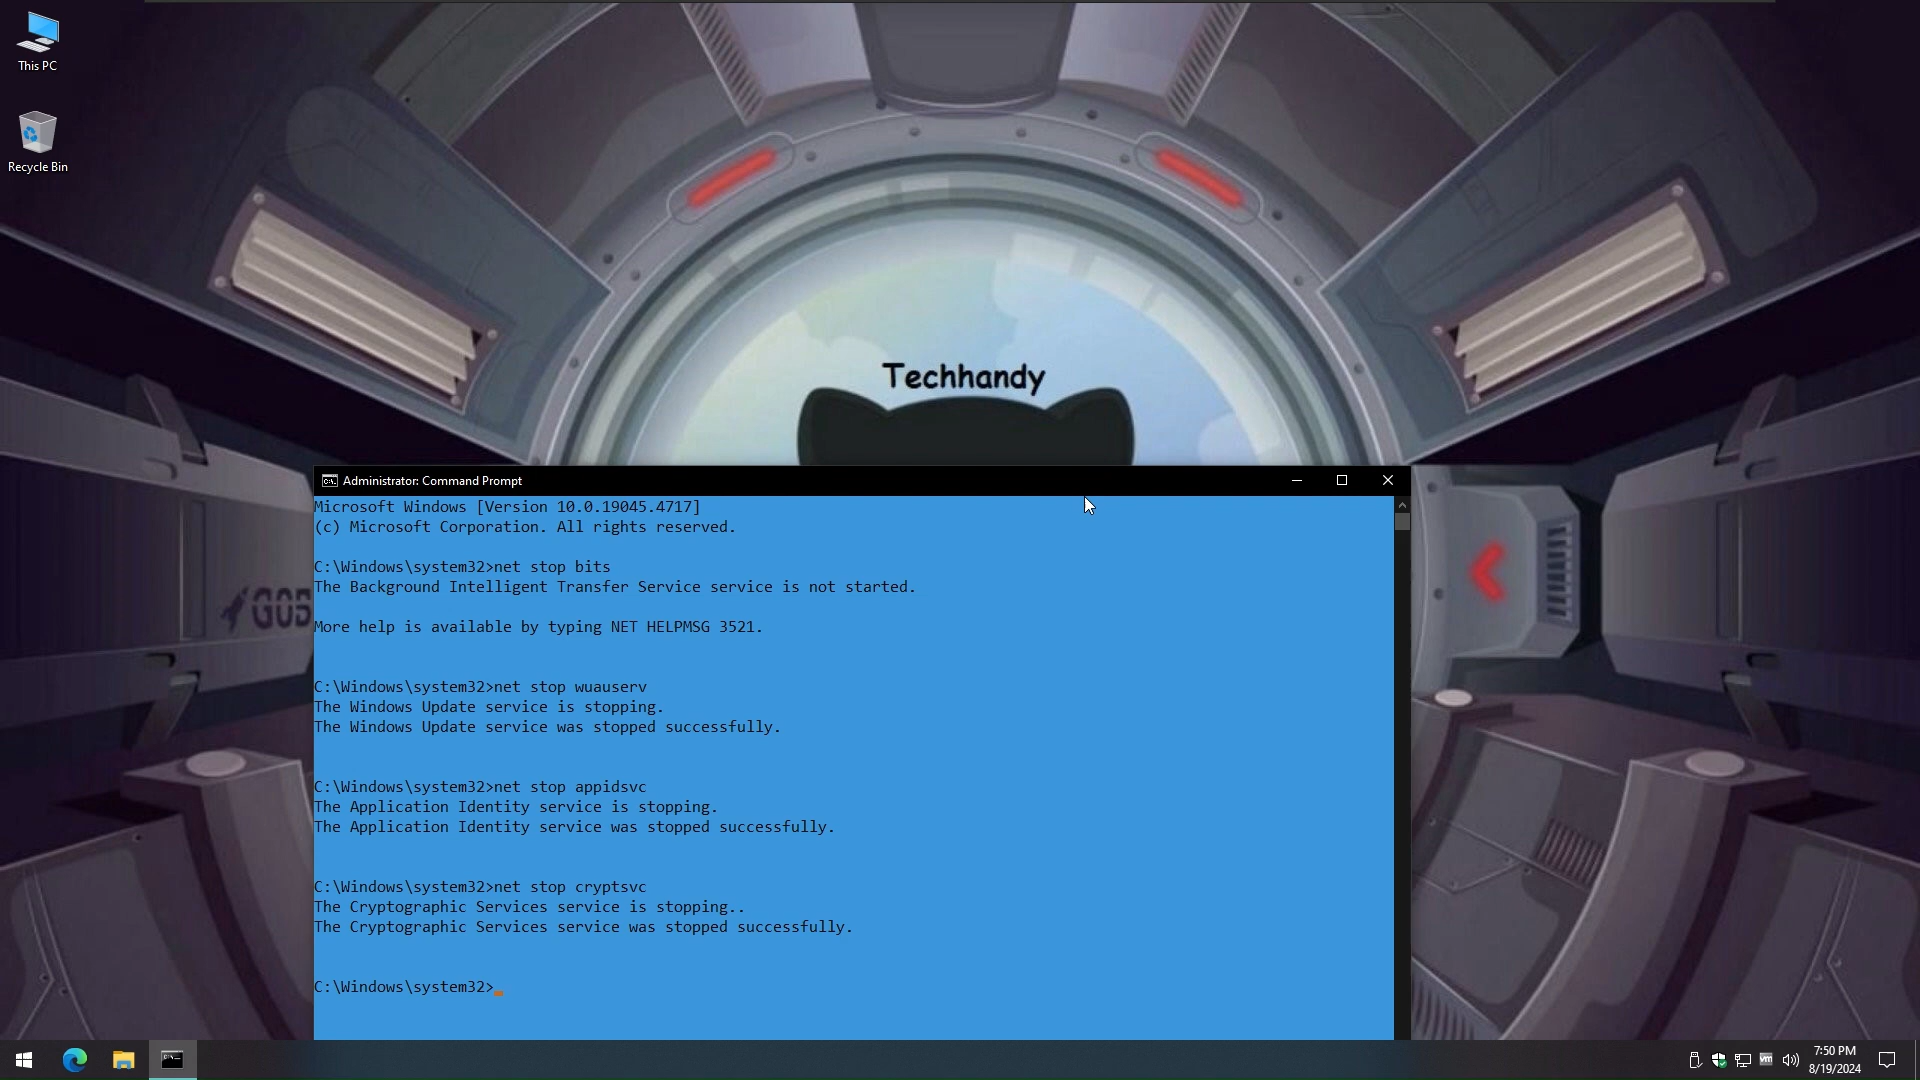 This PC
Recycle Bin
Techhandy
G05
Administrator: Command Prompt
Microsoft Windows [Version 10.0.19045.4717]
(c) Microsoft Corporation. All rights reserved.
C:\Windows\system32>net stop bits
The Background Intelligent Transfer Service service is not started.
More help is available by typing NET HELPMSG 3521.
C:\Windows\system32>net stop wuauserv
The Windows Update service is stopping.
The Windows Update service was stopped successfully.
C:\Windows\system32>net stop appidsvc
The Application Identity service is stopping.
The Application Identity service was stopped successfully.
C:\Windows\system32>net stop cryptsvc
The Cryptographic Services service is stopping..
The Cryptographic Services service was stopped successfully.
C:\Windows\system32>
7:50 PM
8/19/2024